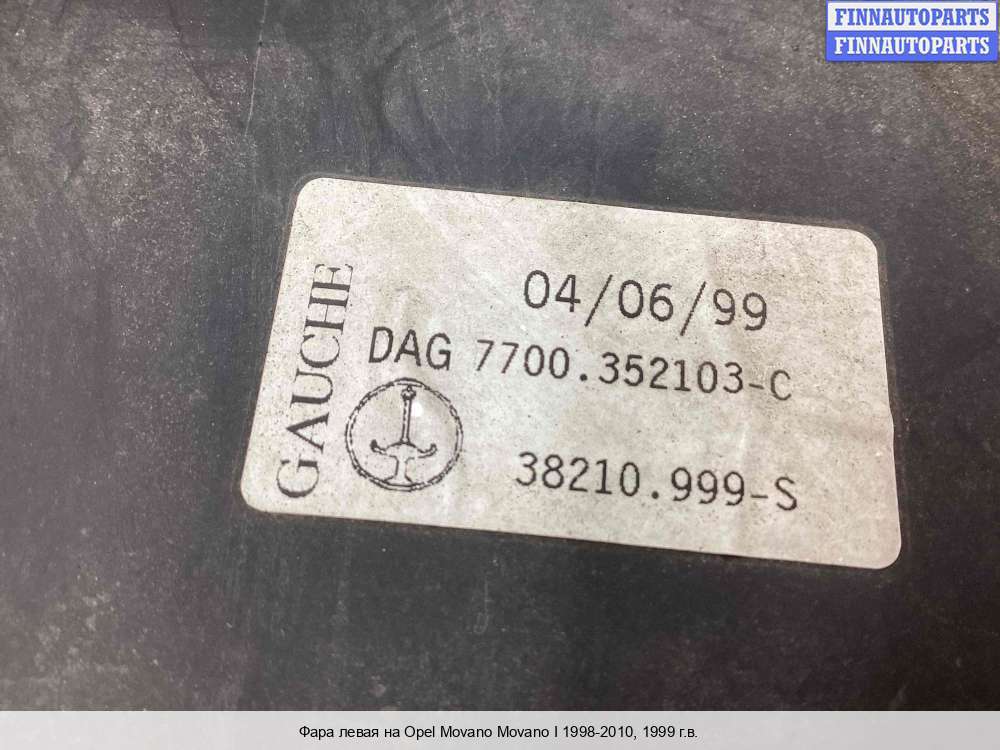 FINNAUTOPARTS
FINNAUTOPARTS
GAUCHE
04/06/99
DAG 7700.352103-C
38210.999-S
Фара левая на Opel Movano Movano I 1998-2010, 1999 г.в.